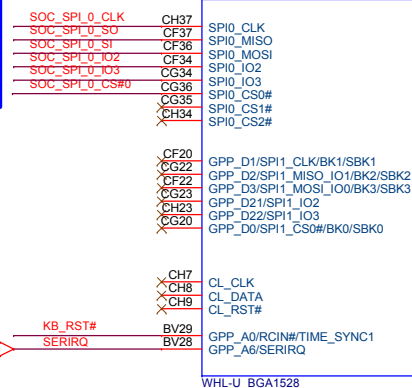 SOC_SPI_0_CLK CH37 SPI0_CLK
SOC_SPI_0_SO CF37 SPI0_MISO
SOC_SPI_0_SI CF36 SPI0_MOSI
SOC_SPI_0_IO2 CF34 SPI0_IO2
SOC_SPI_0_IO3 CG34 SPI0_IO3
SOC_SPI_0_CS#0 CG36 SPI0_CS0#
CG35 SPI0_CS1#
CH34 SPI0_CS2#
CF20 GPP_D1/SPI1_CLK/BK1/SBK1
CG22 GPP_D2/SPI1_MISO_IO1/BK2/SBK2
CF22 GPP_D3/SPI1_MOSI_IO0/BK3/SBK3
CG23 GPP_D21/SPI1_IO2
CH23 GPP_D22/SPI1_IO3
CG20 GPP_D0/SPI1_CS0#/BK0/SBK0
CH7 CL_CLK
CH8 CL_DATA
CH9 CL_RST#
KB_RST# BV29 GPP_A0/RCIN#/TIME_SYNC1
SERIRQ BV28 GPP_A6/SERIRQ
WHL-U_BGA1528